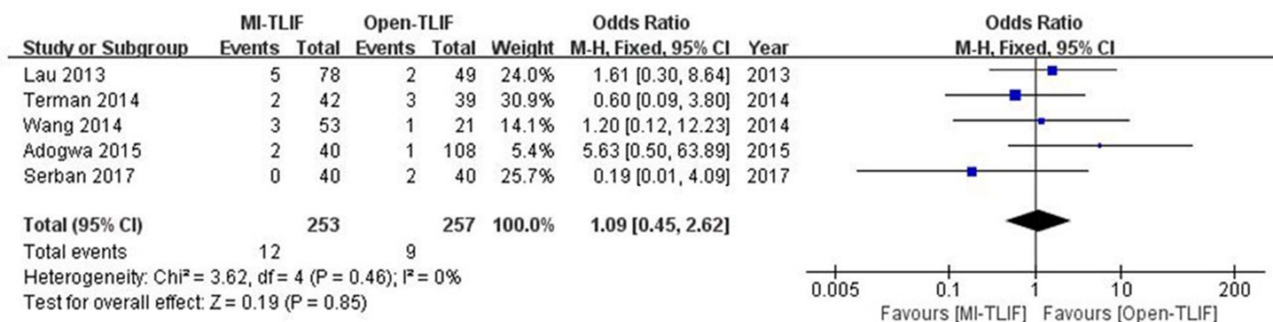 MI-TLIF Open-TLIF Odds Ratio Odds Ratio
Study or Subgroup Events Total Events Total Weight M-H, Fixed, 95% CI Year M-H, Fixed, 95% CI
Lau 2013 5 78 2 49 24.0% 1.61 [0.30, 8.64] 2013
Terman 2014 2 42 3 39 30.9% 0.60 [0.09, 3.80] 2014
Wang 2014 3 53 1 21 14.1% 1.20 [0.12, 12.23] 2014
Adogwa 2015 2 40 1 108 5.4% 5.63 [0.50, 63.89] 2015
Serban 2017 0 40 2 40 25.7% 0.19 [0.01, 4.09] 2017
Total (95% CI) 253 257 100.0% 1.09 [0.45, 2.62]
Total events 12 9
Heterogeneity: Chi² = 3.62, df = 4 (P = 0.46); I² = 0%
Test for overall effect: Z = 0.19 (P = 0.85)
0.005 0.1 1 10 200
Favours [MI-TLIF] Favours [Open-TLIF]